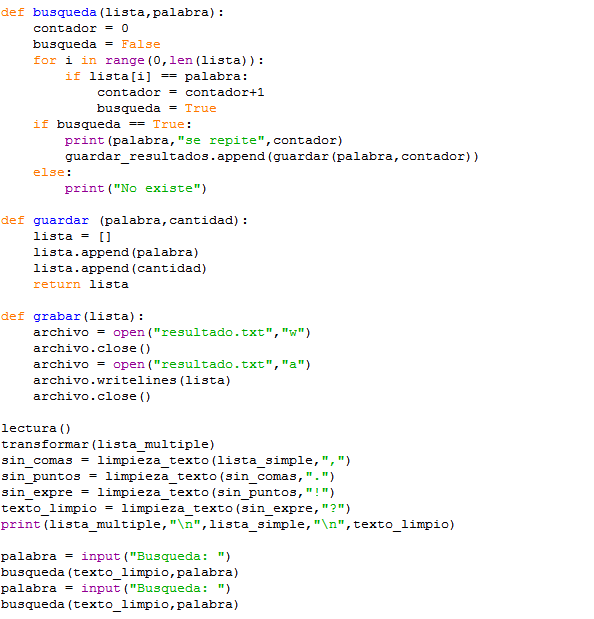 def busqueda(lista,palabra):
    contador = 0
    busqueda = False
    for i in range(0,len(lista)):
        if lista[i] == palabra:
            contador = contador+1
            busqueda = True
    if busqueda == True:
        print(palabra,"se repite",contador)
        guardar_resultados.append(guardar(palabra,contador))
    else:
        print("No existe")

def guardar (palabra,cantidad):
    lista = []
    lista.append(palabra)
    lista.append(cantidad)
    return lista

def grabar(lista):
    archivo = open("resultado.txt","w")
    archivo.close()
    archivo = open("resultado.txt","a")
    archivo.writelines(lista)
    archivo.close()

lectura()
transformar(lista_multiple)
sin_comas = limpieza_texto(lista_simple,",")
sin_puntos = limpieza_texto(sin_comas,".")
sin_expre = limpieza_texto(sin_puntos,"!")
texto_limpio = limpieza_texto(sin_expre,"?")
print(lista_multiple,"\n",lista_simple,"\n",texto_limpio)

palabra = input("Busqueda: ")
busqueda(texto_limpio,palabra)
palabra = input("Busqueda: ")
busqueda(texto_limpio,palabra)